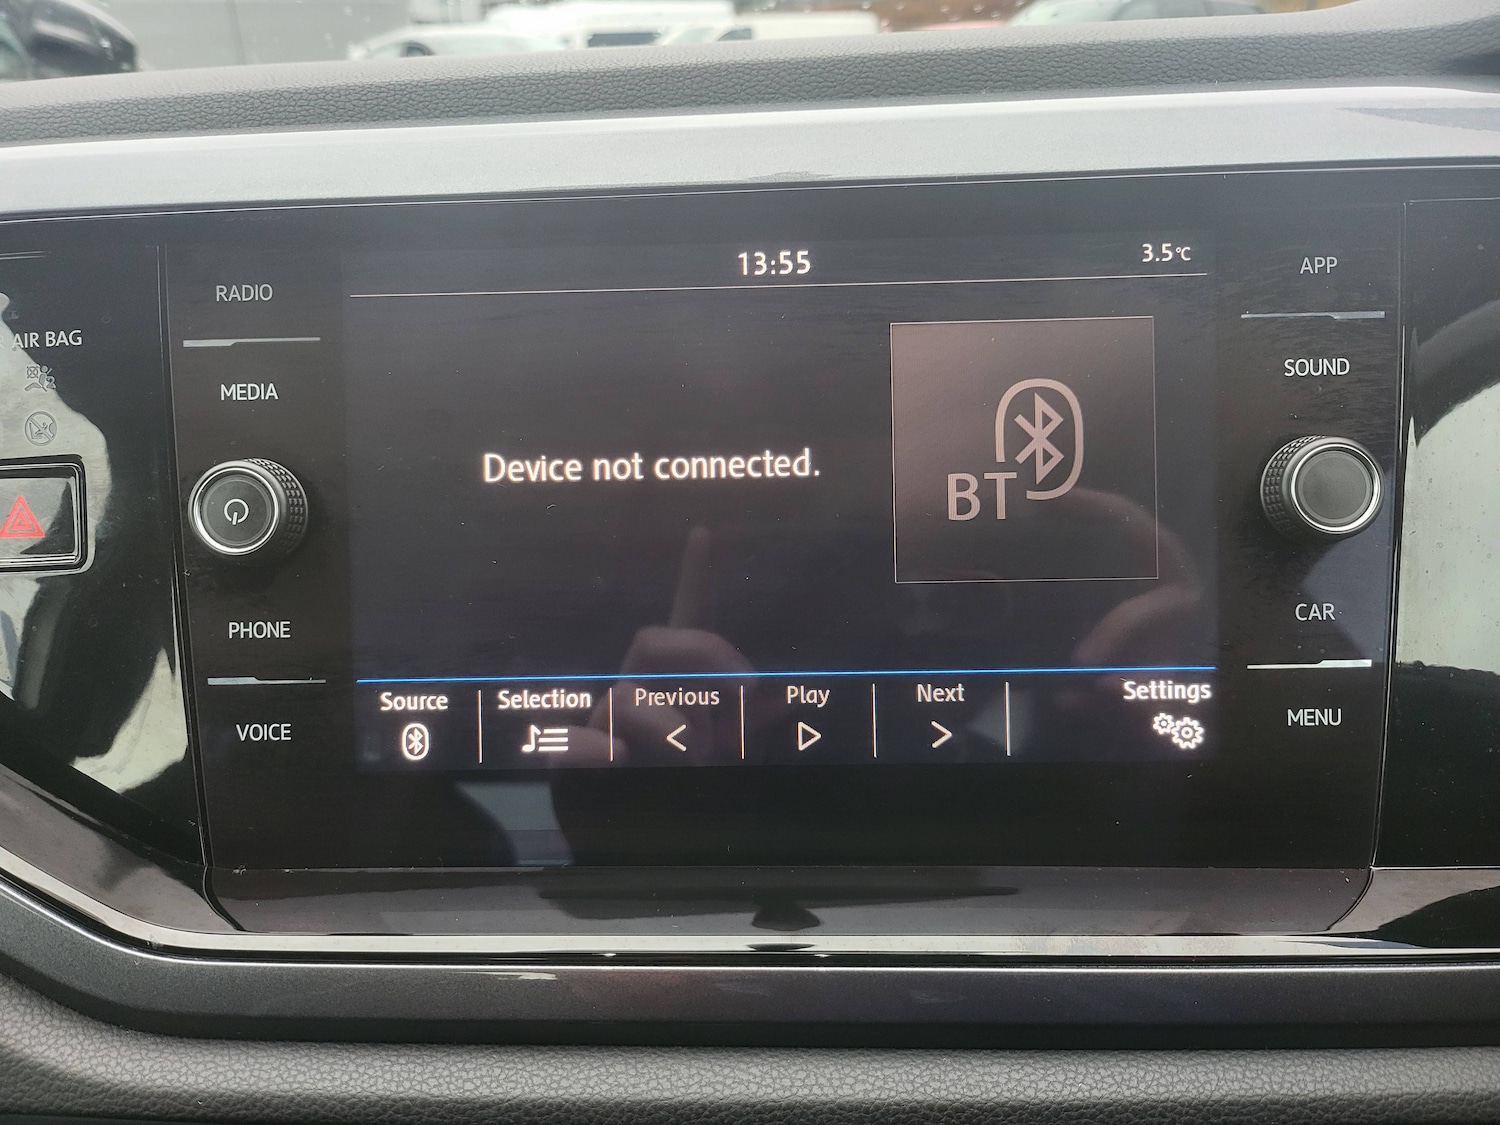 13:55
3.5°C
RADIO
APP
AIR BAG
MEDIA
SOUND
Device not connected.
BT
PHONE
CAR
Source
Selection
Previous
Play
Next
Settings
VOICE
MENU